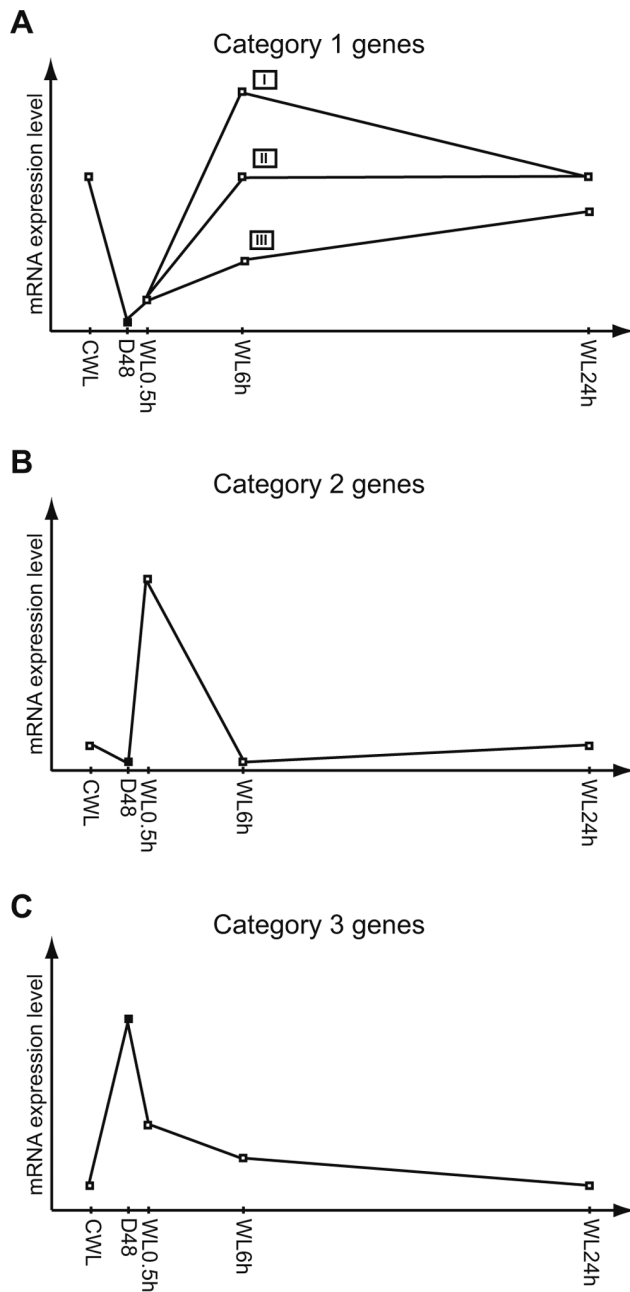 A
Category 1 genes
mRNA expression level
I
II
III
CWL
D48
WL0.5h
WL6h
WL24h
B
Category 2 genes
mRNA expression level
CWL
D48
WL0.5h
WL6h
WL24h
C
Category 3 genes
mRNA expression level
CWL
D48
WL0.5h
WL6h
WL24h